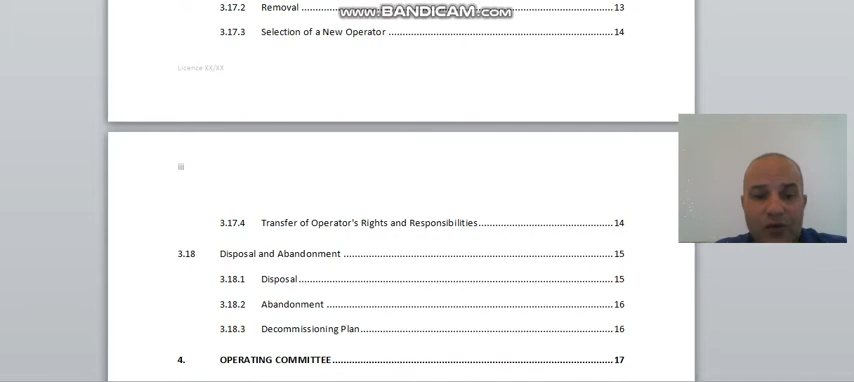 www.BANDICAM.com
3.17.2 Removal ........ 13
3.17.3 Selection of a New Operator ........ 14
Licence XX/XX
iii
3.17.4 Transfer of Operator's Rights and Responsibilities ........ 14
3.18 Disposal and Abandonment ........ 15
3.18.1 Disposal ........ 15
3.18.2 Abandonment ........ 16
3.18.3 Decommissioning Plan ........ 16
4. OPERATING COMMITTEE ........ 17